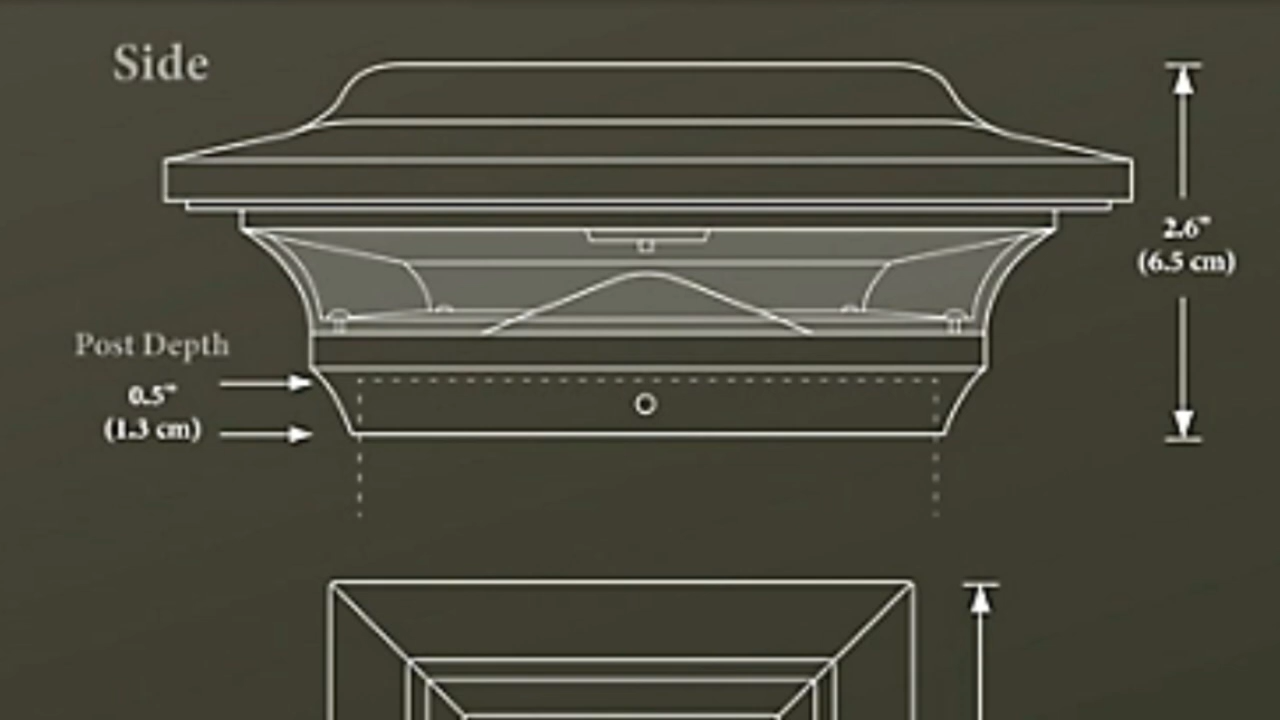 Side
2.6"
(6.5 cm)
Post Depth
0.5"
(1.3 cm)